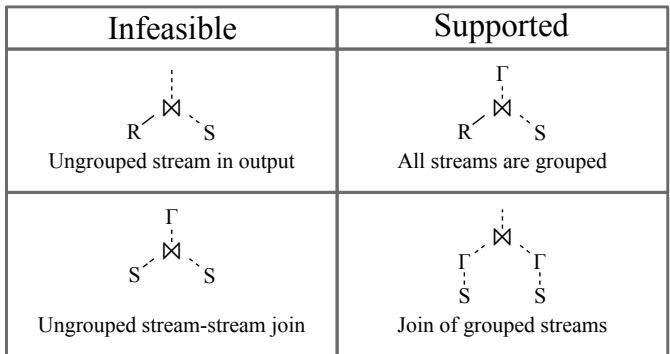 Infeasible
Supported
R
S
Ungrouped stream in output
Γ
R
S
All streams are grouped
Γ
S
S
Ungrouped stream-stream join
Γ
Γ
S
S
Join of grouped streams